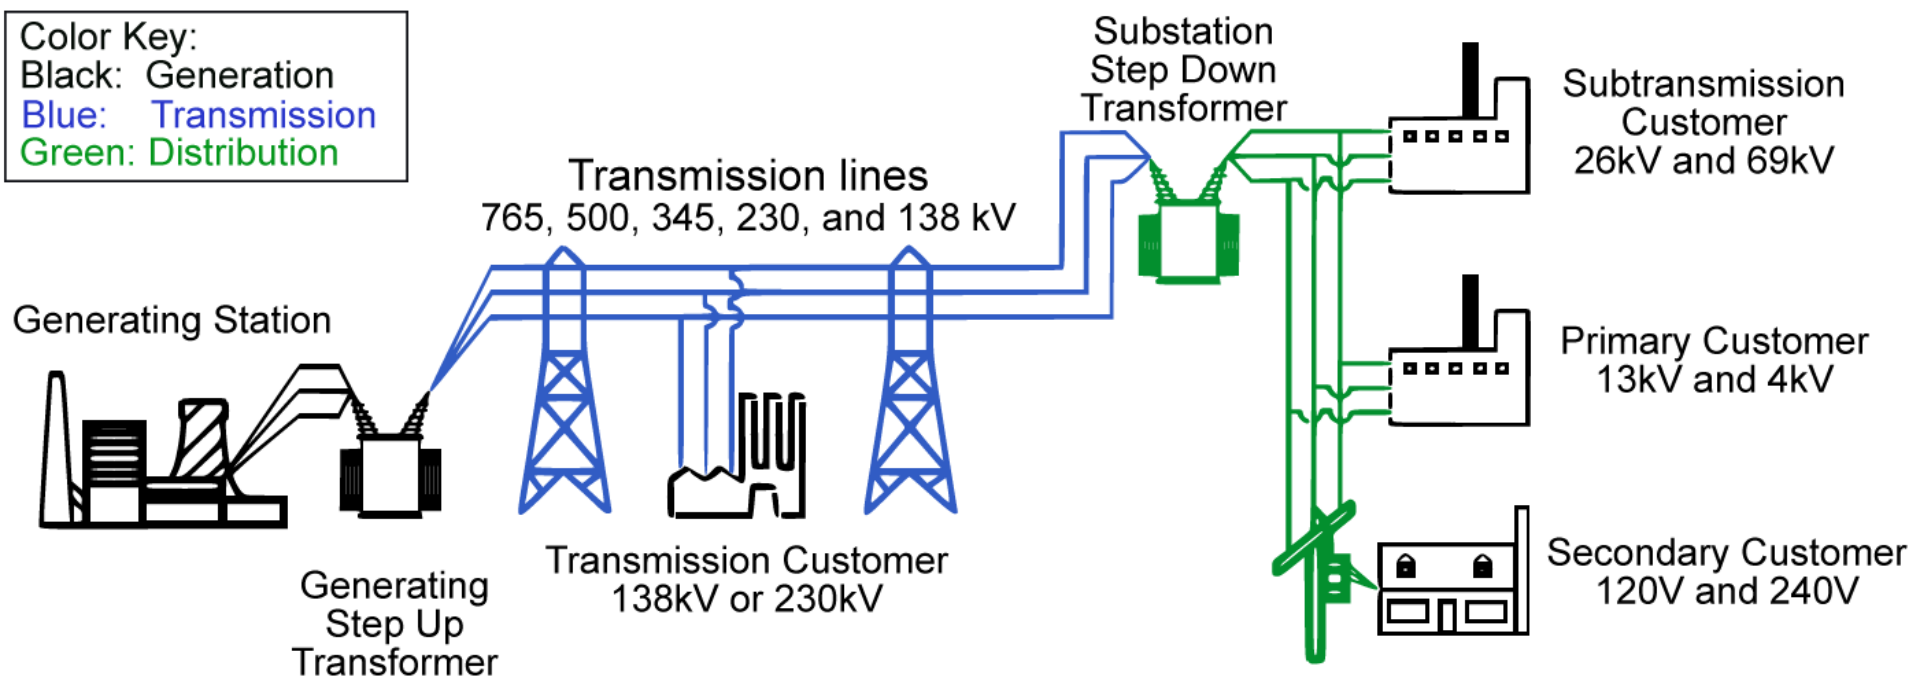 Color Key:
Black: Generation
Blue: Transmission
Green: Distribution
Substation
Step Down
Transformer
Subtransmission
Customer
26kV and 69kV
Transmission lines
765, 500, 345, 230, and 138 kV
Generating Station
Primary Customer
13kV and 4kV
Transmission Customer
138kV or 230kV
Secondary Customer
120V and 240V
Generating
Step Up
Transformer